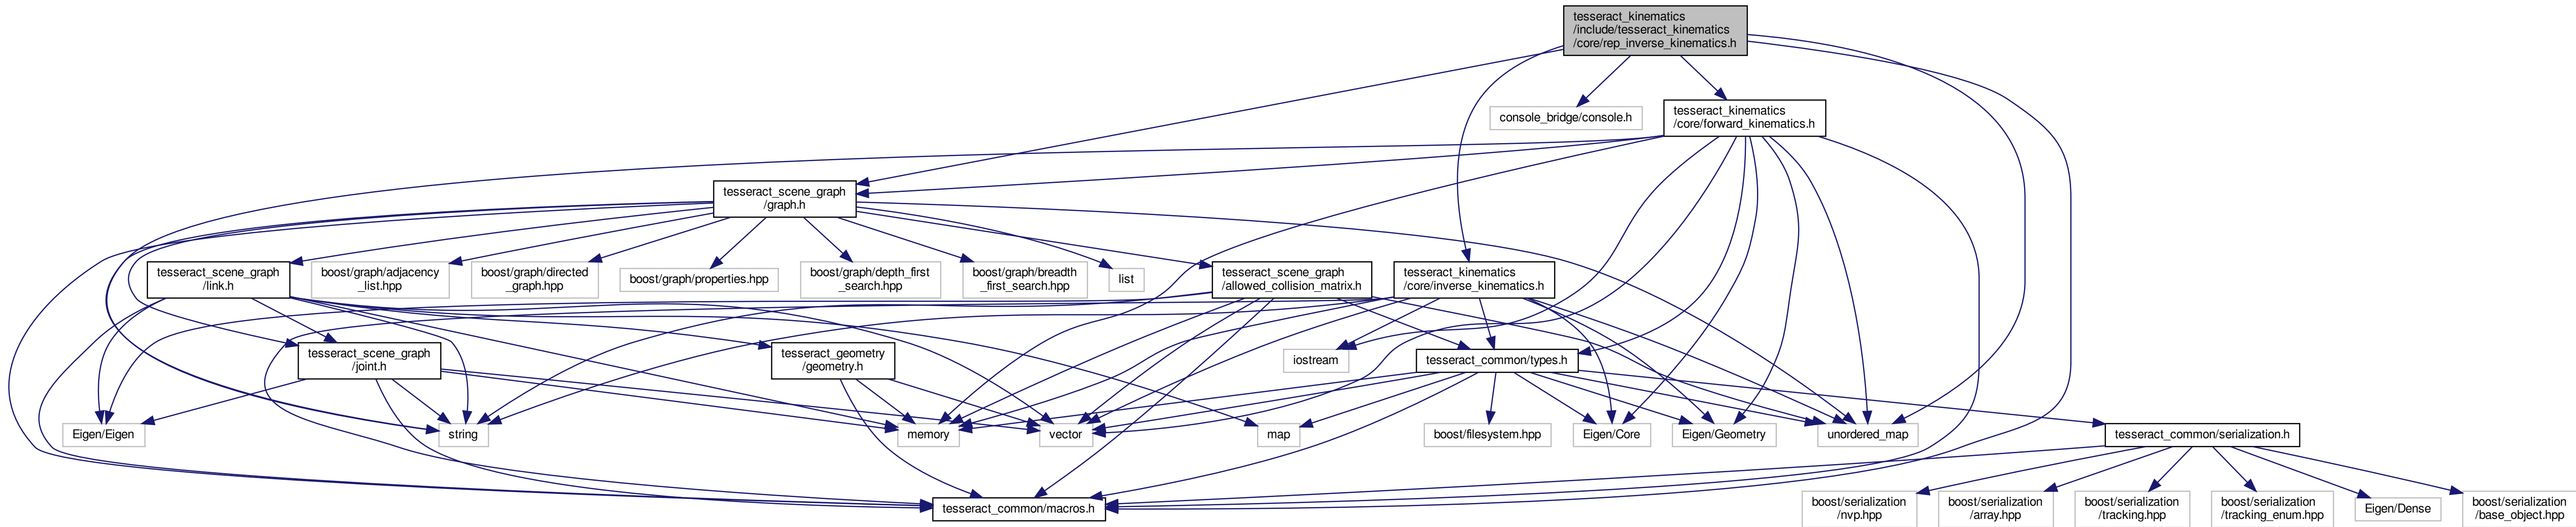 tesseract_kinematics
/include/tesseract_kinematics
/core/rep_inverse_kinematics.h
console_bridge/console.h
tesseract_kinematics
/core/forward_kinematics.h
tesseract_scene_graph
/graph.h
tesseract_scene_graph
/link.h
boost/graph/adjacency
_list.hpp
boost/graph/directed
_graph.hpp
boost/graph/properties.hpp
boost/graph/depth_first
_search.hpp
boost/graph/breadth
_first_search.hpp
list
tesseract_scene_graph
/allowed_collision_matrix.h
tesseract_kinematics
/core/inverse_kinematics.h
tesseract_scene_graph
/joint.h
tesseract_geometry
/geometry.h
iostream
tesseract_common/types.h
Eigen/Eigen
string
memory
vector
map
boost/filesystem.hpp
Eigen/Core
Eigen/Geometry
unordered_map
tesseract_common/serialization.h
tesseract_common/macros.h
boost/serialization
/nvp.hpp
boost/serialization
/array.hpp
boost/serialization
/tracking.hpp
boost/serialization
/tracking_enum.hpp
Eigen/Dense
boost/serialization
/base_object.hpp